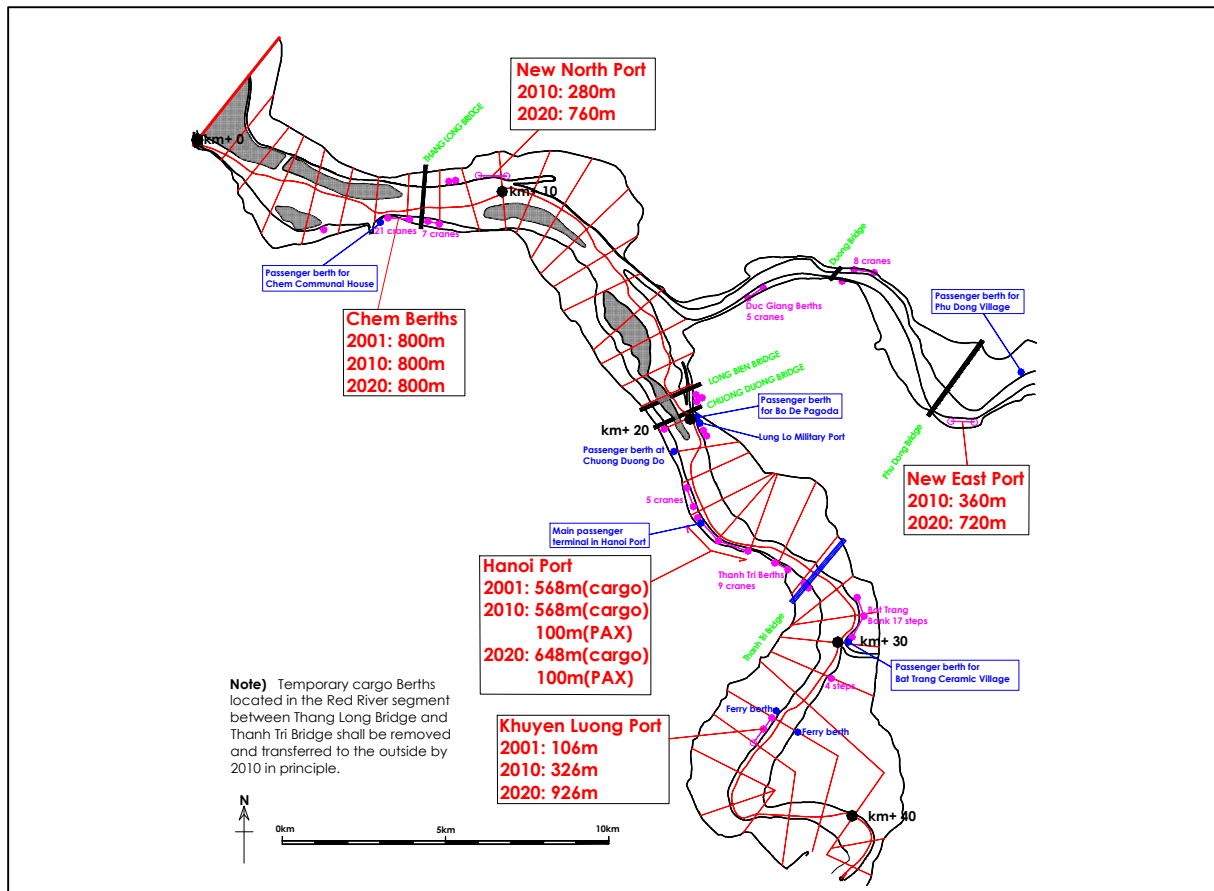 New North Port
2010: 280m
2020: 760m
THANG LONG BRIDGE
km+ 0
km+ 10
21 cranes
7 cranes
Passenger berth for
Chem Communal House
Chem Berths
2001: 800m
2010: 800m
2020: 800m
Duong Bridge
8 cranes
Duc Giang Berths
5 cranes
Passenger berth for
Phu Dong Village
LONG BIEN BRIDGE
CHUONG DUONG BRIDGE
Passenger berth
for Bo De Pagoda
km+ 20
Lung Lo Military Port
Passenger berth at
Chuong Duong Do
Phu Dong Bridge
New East Port
2010: 360m
2020: 720m
5 cranes
Main passenger
terminal in Hanoi Port
Hanoi Port
2001: 568m(cargo)
2010: 568m(cargo)
100m(PAX)
2020: 648m(cargo)
100m(PAX)
Thanh Tri Berths
9 cranes
Thanh Tri Bridge
Bat Trang
Bank 17 steps
km+ 30
Passenger berth for
Bat Trang Ceramic Village
4 steps
Ferry berth
Ferry berth
Khuyen Luong Port
2001: 106m
2010: 326m
2020: 926m
km+ 40
Note) Temporary cargo Berths
located in the Red River segment
between Thang Long Bridge and
Thanh Tri Bridge shall be removed
and transferred to the outside by
2010 in principle.
N
0km
5km
10km